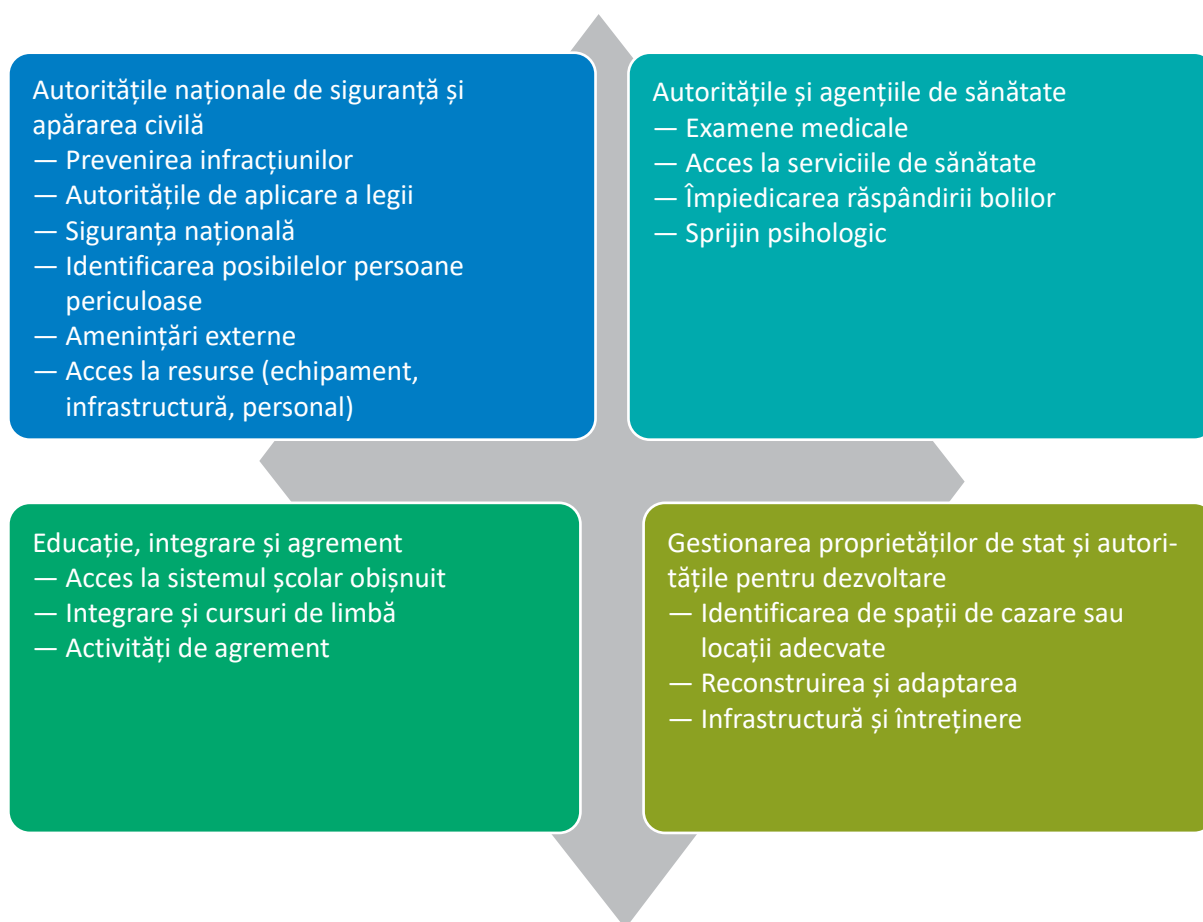 Autoritățile naționale de siguranță și
apărarea civilă
— Prevenirea infracțiunilor
— Autoritățile de aplicare a legii
— Siguranța națională
— Identificarea posibilelor persoane
periculoase
— Amenințări externe
— Acces la resurse (echipament,
infrastructură, personal)
Autoritățile și agențiile de sănătate
— Examene medicale
— Acces la serviciile de sănătate
— Împiedicarea răspândirii bolilor
— Sprijin psihologic
Educație, integrare și agrement
— Acces la sistemul școlar obișnuit
— Integrare și cursuri de limbă
— Activități de agrement
Gestionarea proprietăților de stat și autori-
tățile pentru dezvoltare
— Identificarea de spații de cazare sau
locații adecvate
— Reconstruirea și adaptarea
— Infrastructură și întreținere